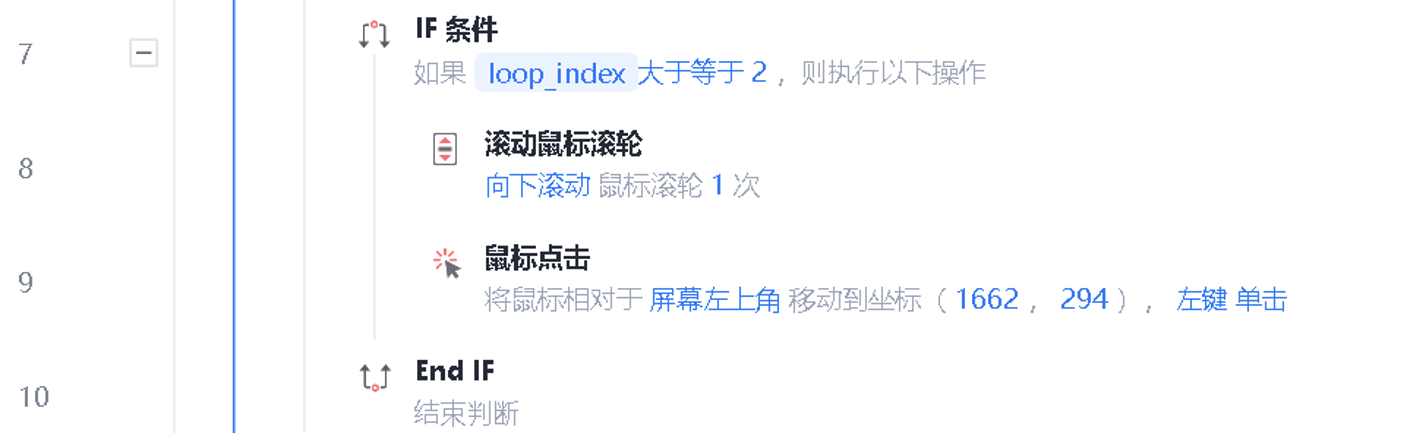 7
IF 条件
如果 loop_index 大于等于 2 ，则执行以下操作
8
滚动鼠标滚轮
向下滚动 鼠标滚轮 1 次
9
鼠标点击
将鼠标相对于 屏幕左上角 移动到坐标（ 1662 ， 294 ）， 左键 单击
10
End IF
结束判断